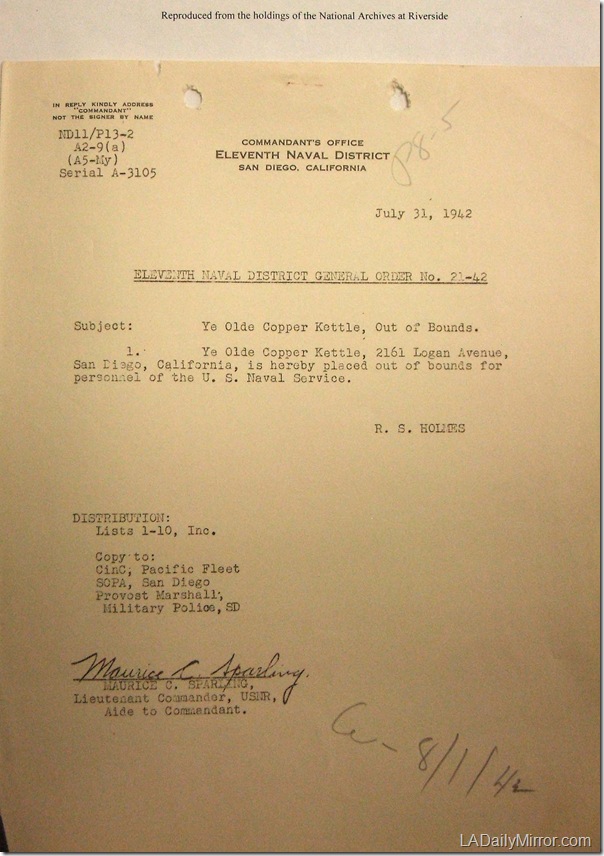 Reproduced from the holdings of the National Archives at Riverside
IN REPLY KINDLY ADDRESS
"COMMANDANT"
NOT THE SIGNER BY NAME
ND11/P13-2
A2-9(a)
(A5-My)
Serial A-3105
COMMANDANT'S OFFICE
ELEVENTH NAVAL DISTRICT
SAN DIEGO, CALIFORNIA
P8-5
July 31, 1942
ELEVENTH NAVAL DISTRICT GENERAL ORDER No. 21-42
Subject: Ye Olde Copper Kettle, Out of Bounds.
1. Ye Olde Copper Kettle, 2161 Logan Avenue,
San Diego, California, is hereby placed out of bounds for
personnel of the U. S. Naval Service.
R. S. HOLMES
DISTRIBUTION:
Lists 1-10, Inc.
Copy to:
CinC, Pacific Fleet
SOPA, San Diego
Provost Marshall,
Military Police, SD
Maurice C. Sparling.
MAURICE C. SPARLING,
Lieutenant Commander, USNR,
Aide to Commandant.
8/1/42
LADailyMirror.com